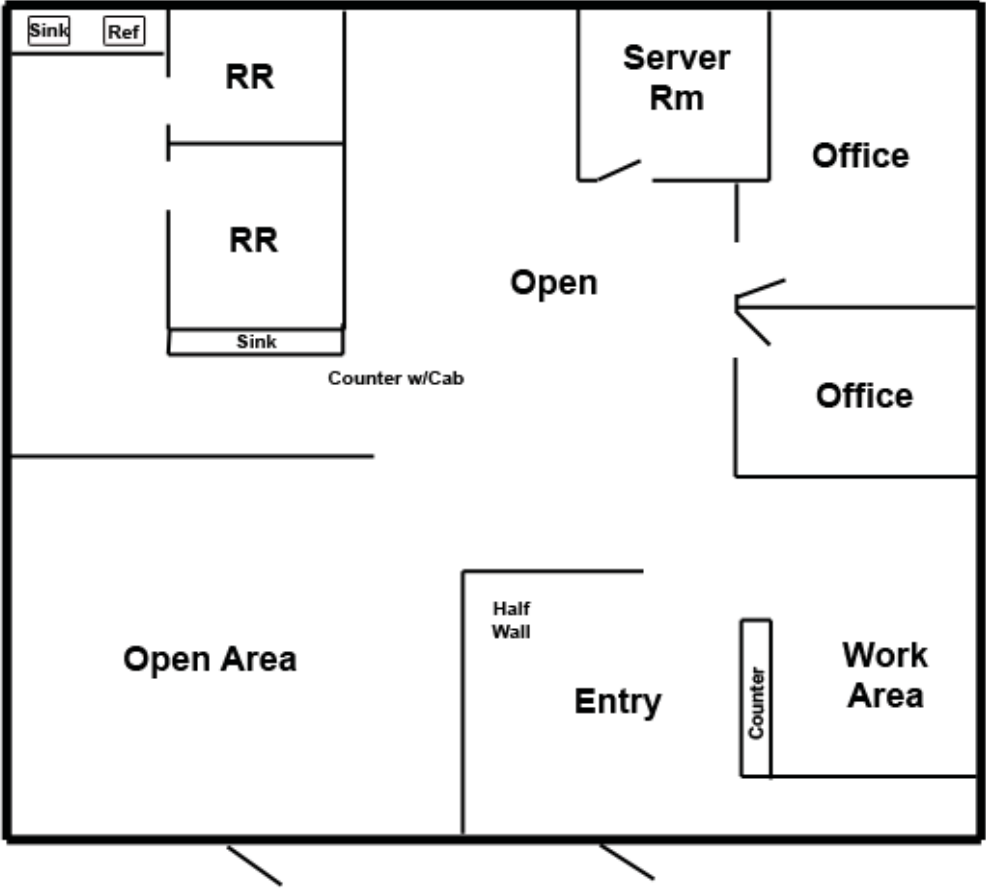 Sink
Ref
RR
Server
Rm
Office
RR
Open
Sink
Counter w/Cab
Office
Half
Wall
Open Area
Entry
Counter
Work
Area